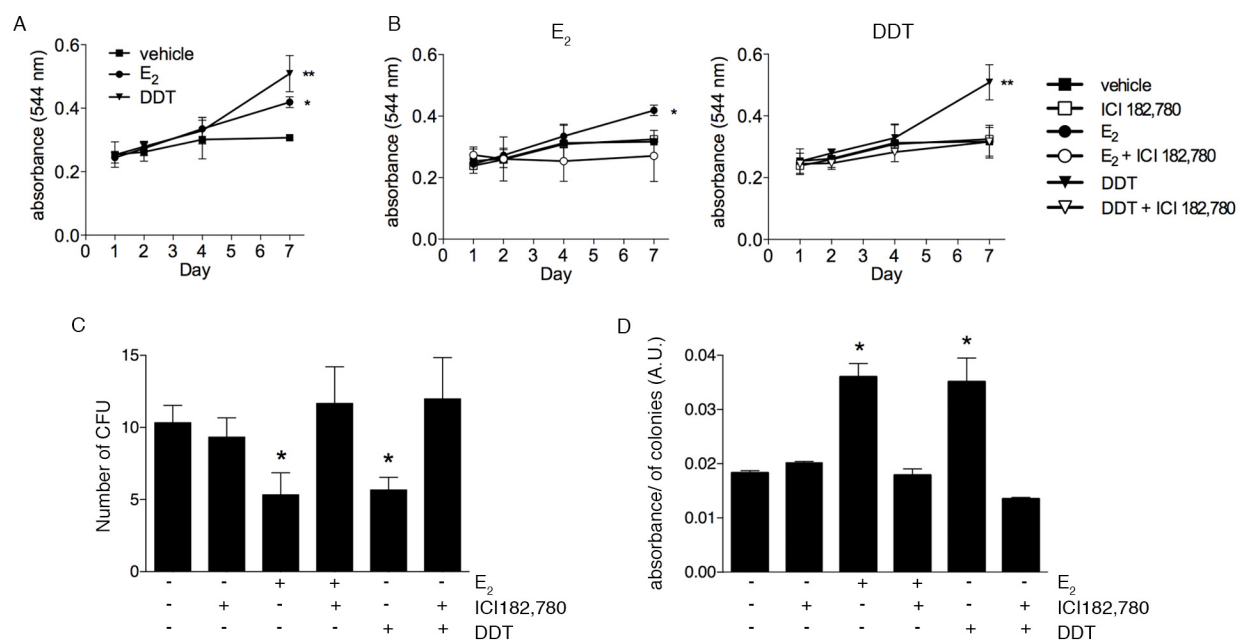 A
absorbance (544 nm)
0.6
0.4
0.2
0.0
0 1 2 3 4 5 6 7
Day
vehicle
E2
DDT
**
*
B
E2
absorbance (544 nm)
0.6
0.4
0.2
0.0
0 1 2 3 4 5 6 7
Day
*
DDT
absorbance (544 nm)
0.6
0.4
0.2
0.0
0 1 2 3 4 5 6 7
Day
**
vehicle
ICI 182,780
E2
E2 + ICI 182,780
DDT
DDT + ICI 182,780
C
Number of CFU
15
10
5
0
* *
- - + + - - E2
- + - + - + ICI182,780
- - - - + + DDT
D
absorbance/ of colonies (A.U.)
0.04
0.03
0.02
0.01
0.00
* *
- - + + - - E2
- + - + - + ICI182,780
- - - - + + DDT